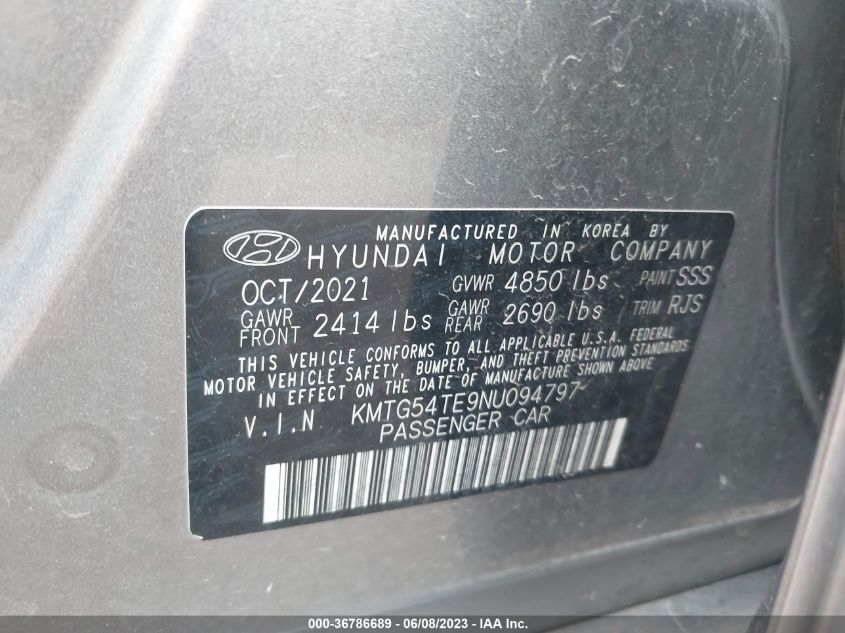 MANUFACTURED IN KOREA BY
HYUNDAI MOTOR COMPANY
OCT/2021 GVWR 4850 lbs PAINT SSS
GAWR FRONT 2414 lbs GAWR REAR 2690 lbs TRIM RJS
THIS VEHICLE CONFORMS TO ALL APPLICABLE U.S.A. FEDERAL
MOTOR VEHICLE SAFETY, BUMPER, AND THEFT PREVENTION STANDARDS
IN EFFECT ON THE DATE OF MANUFACTURE SHOWN ABOVE
V.I.N KMTG54TE9NU094797
PASSENGER CAR
000-36786689 / 06/08/2023 - IAA Inc.